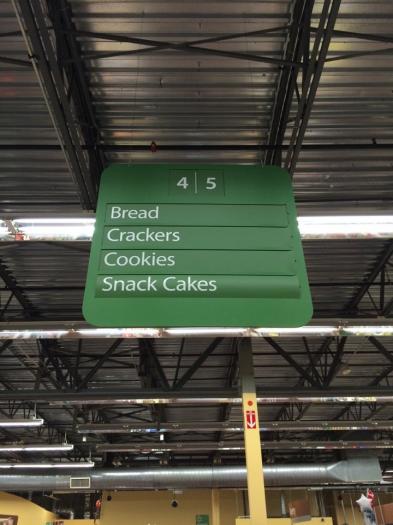 4 | 5
Bread
Crackers
Cookies
Snack Cakes